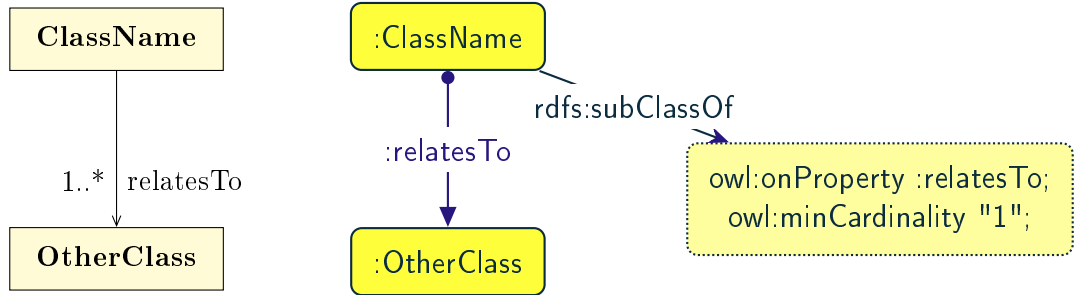 ClassName
1..* relatesTo
OtherClass
:ClassName
:relatesTo
:OtherClass
rdfs:subClassOf
owl:onProperty :relatesTo;
owl:minCardinality "1";